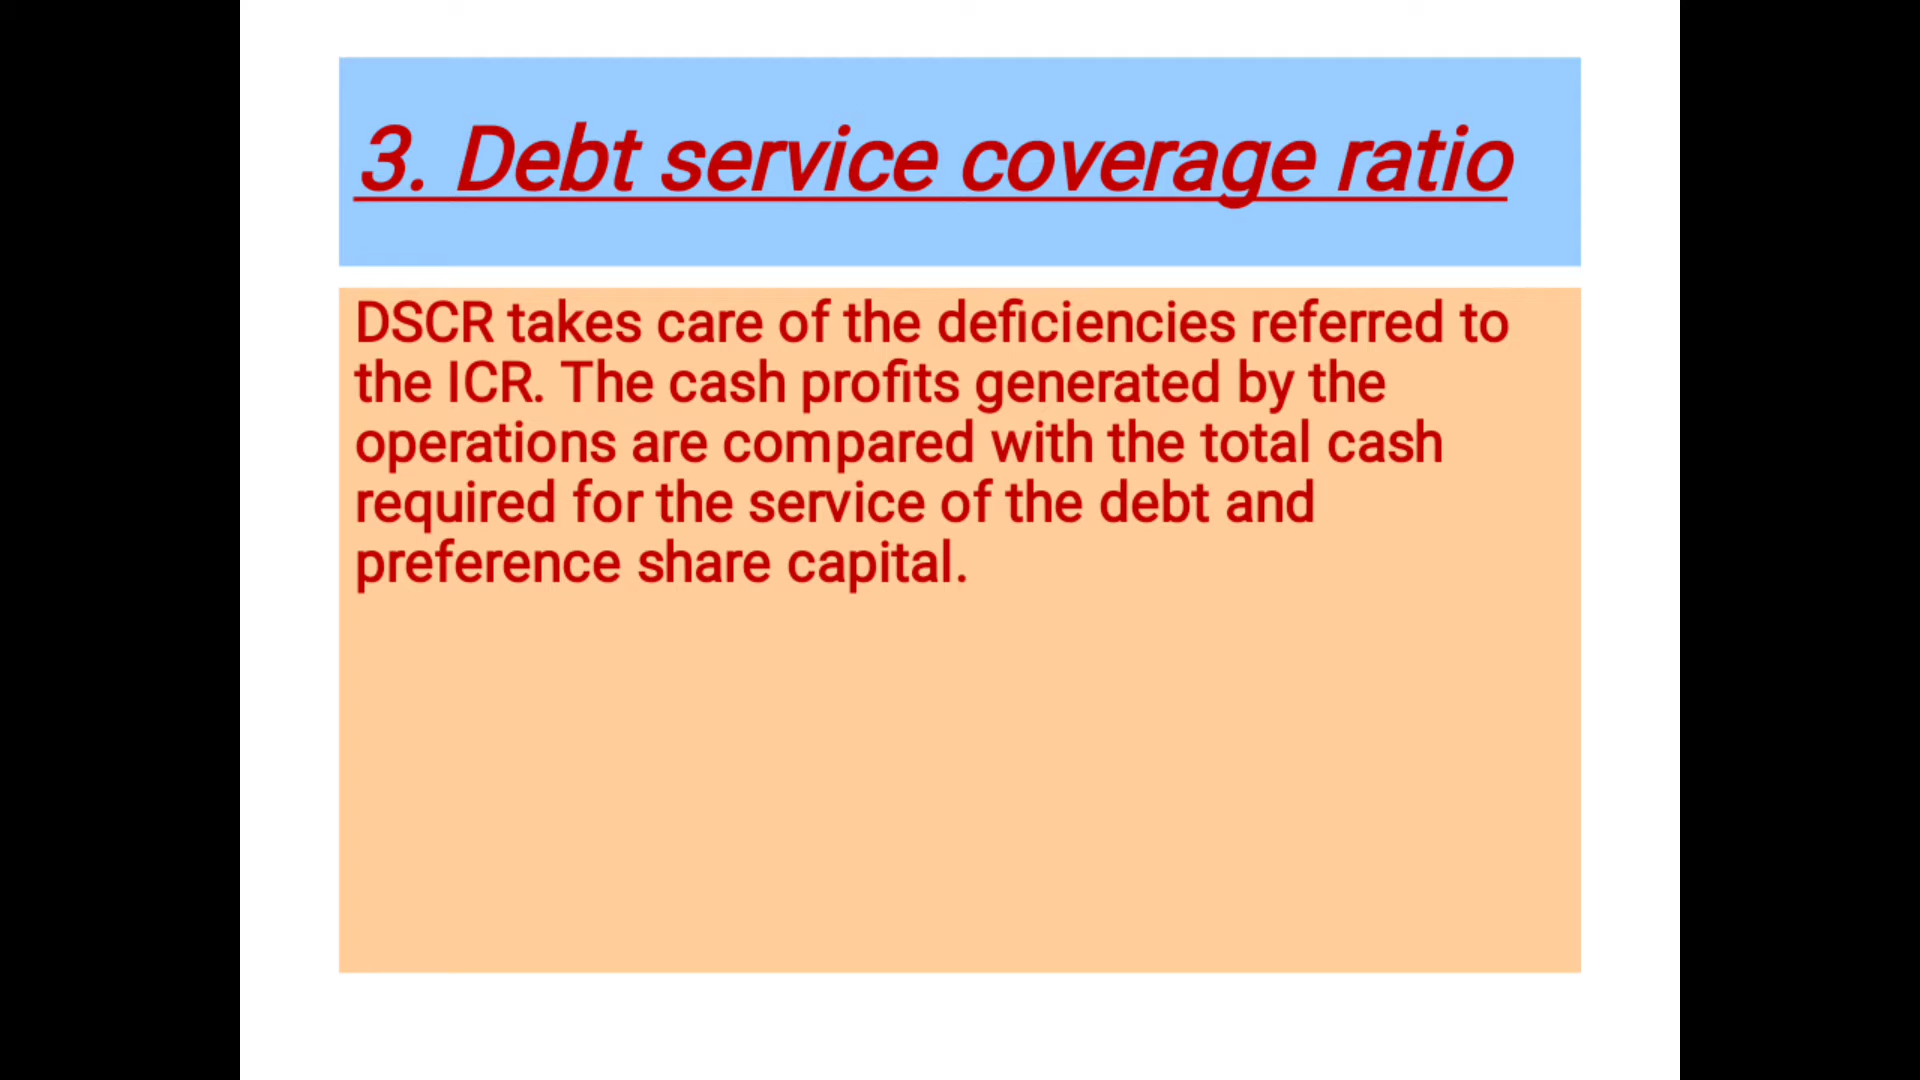 3. Debt service coverage ratio
DSCR takes care of the deficiencies referred to
the ICR. The cash profits generated by the
operations are compared with the total cash
required for the service of the debt and
preference share capital.